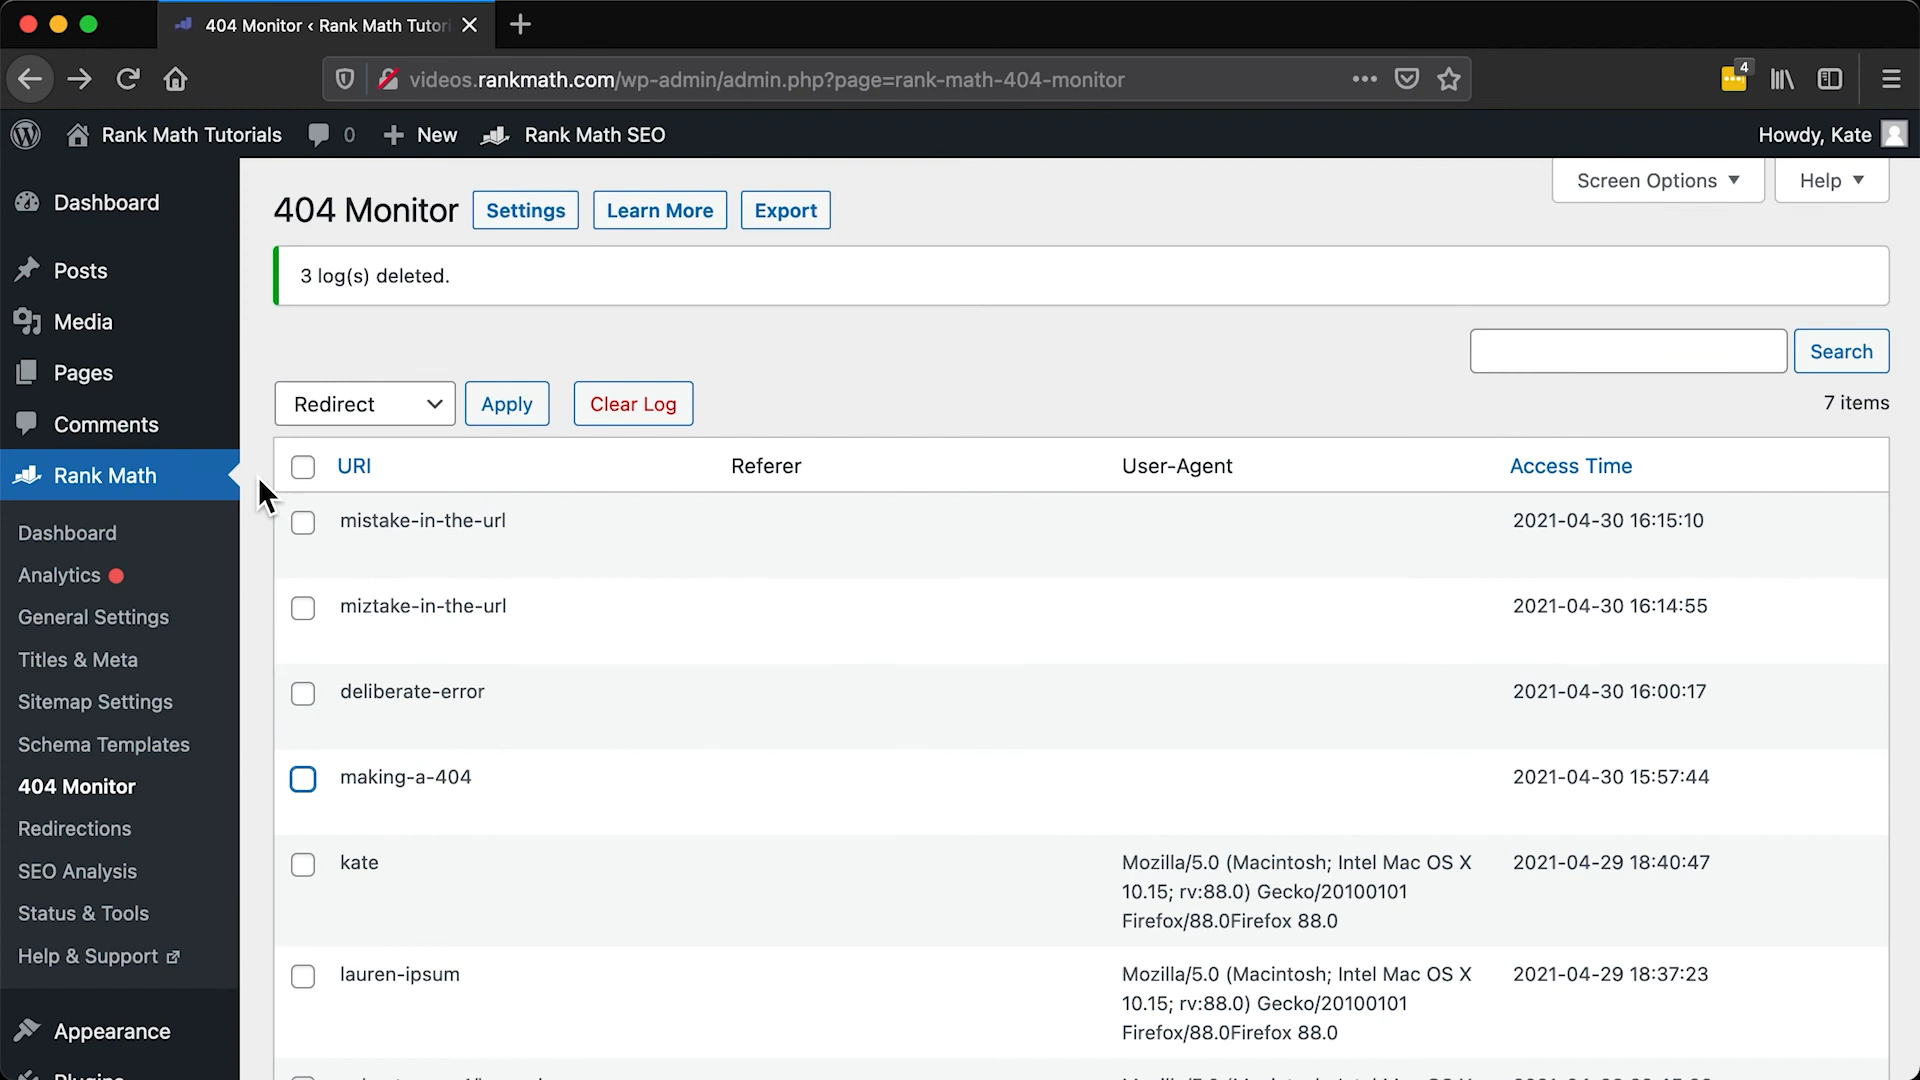 404 Monitor ‹ Rank Math Tutori
videos.rankmath.com/wp-admin/admin.php?page=rank-math-404-monitor
4
Rank Math Tutorials 0 New Rank Math SEO Howdy, Kate
Dashboard
Posts
Media
Pages
Comments
Rank Math
Dashboard
Analytics
General Settings
Titles & Meta
Sitemap Settings
Schema Templates
404 Monitor
Redirections
SEO Analysis
Status & Tools
Help & Support
Appearance
Plugins
Screen Options Help
404 Monitor Settings Learn More Export
3 log(s) deleted.
Search
Redirect Apply Clear Log 7 items
URI Referer User-Agent Access Time
mistake-in-the-url 2021-04-30 16:15:10
miztake-in-the-url 2021-04-30 16:14:55
deliberate-error 2021-04-30 16:00:17
making-a-404 2021-04-30 15:57:44
kate Mozilla/5.0 (Macintosh; Intel Mac OS X 2021-04-29 18:40:47
10.15; rv:88.0) Gecko/20100101
Firefox/88.0Firefox 88.0
lauren-ipsum Mozilla/5.0 (Macintosh; Intel Mac OS X 2021-04-29 18:37:23
10.15; rv:88.0) Gecko/20100101
Firefox/88.0Firefox 88.0